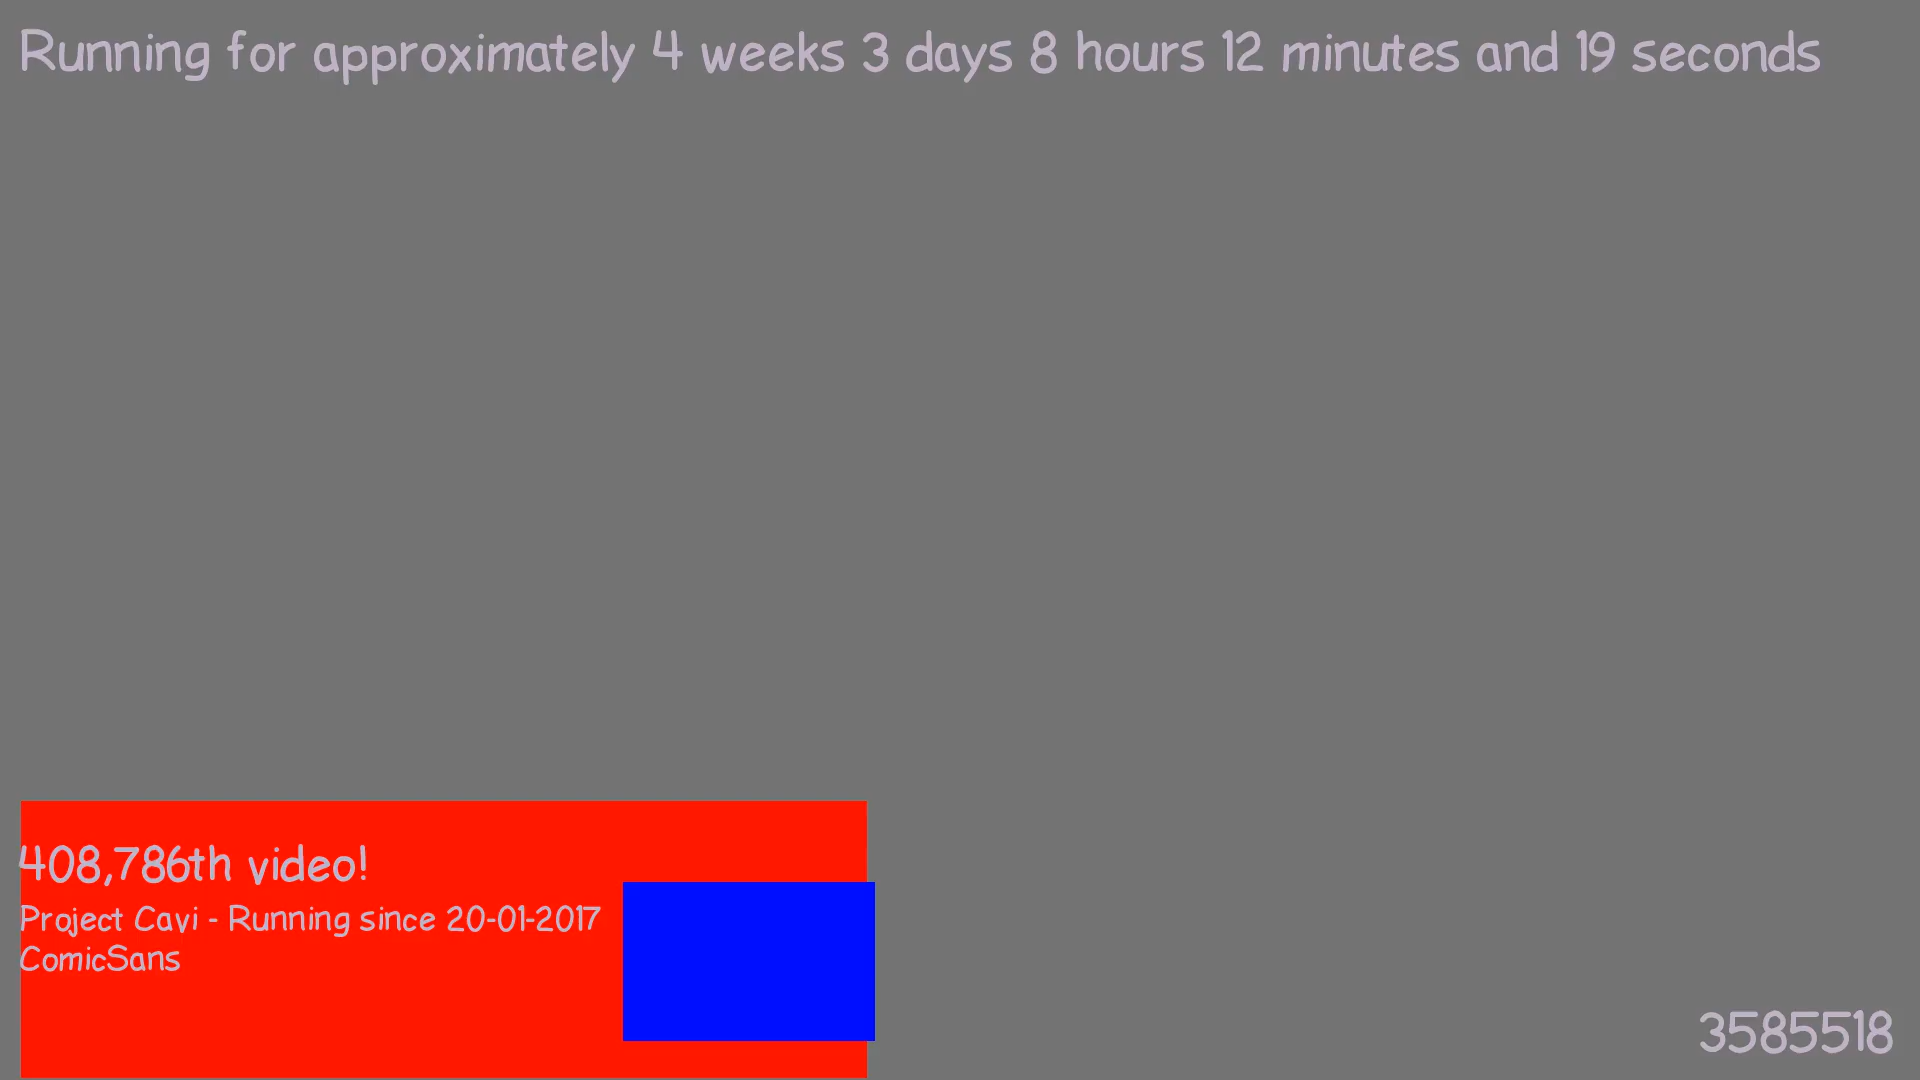 Running for approximately 4 weeks 3 days 8 hours 12 minutes and 19 seconds
408,786th video!
Project Cavi - Running since 20-01-2017
ComicSans
3585518